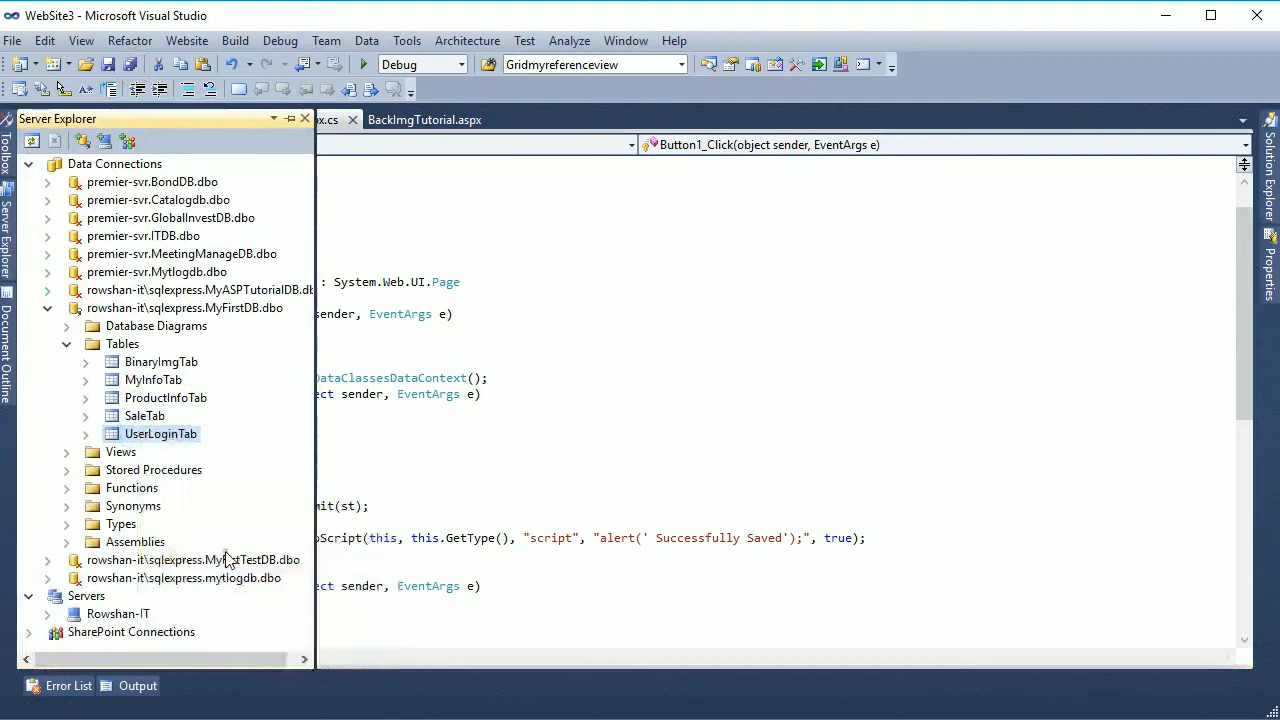 WebSite3 - Microsoft Visual Studio
File Edit View Refactor Website Build Debug Team Data Tools Architecture Test Analyze Window Help
Debug Gridmyreferenceview
Server Explorer
px.cs BackImgTutorial.aspx
Button1_Click(object sender, EventArgs e)
Toolbox
Server Explorer
Document Outline
Solution Explorer
Properties
Data Connections
premier-svr.BondDB.dbo
premier-svr.Catalogdb.dbo
premier-svr.GlobalInvestDB.dbo
premier-svr.ITDB.dbo
premier-svr.MeetingManageDB.dbo
premier-svr.Mytlogdb.dbo
rowshan-it\sqlexpress.MyASPTutorialDB.db
rowshan-it\sqlexpress.MyFirstDB.dbo
Database Diagrams
Tables
BinaryImgTab
MyInfoTab
ProductInfoTab
SaleTab
UserLoginTab
Views
Stored Procedures
Functions
Synonyms
Types
Assemblies
rowshan-it\sqlexpress.mytlogdb.dbo
Servers
Rowshan-IT
SharePoint Connections
: System.Web.UI.Page
sender, EventArgs e)
DataClassesDataContext();
ect sender, EventArgs e)
mit(st);
pScript(this, this.GetType(), "script", "alert(' Successfully Saved');", true);
ect sender, EventArgs e)
Error List Output